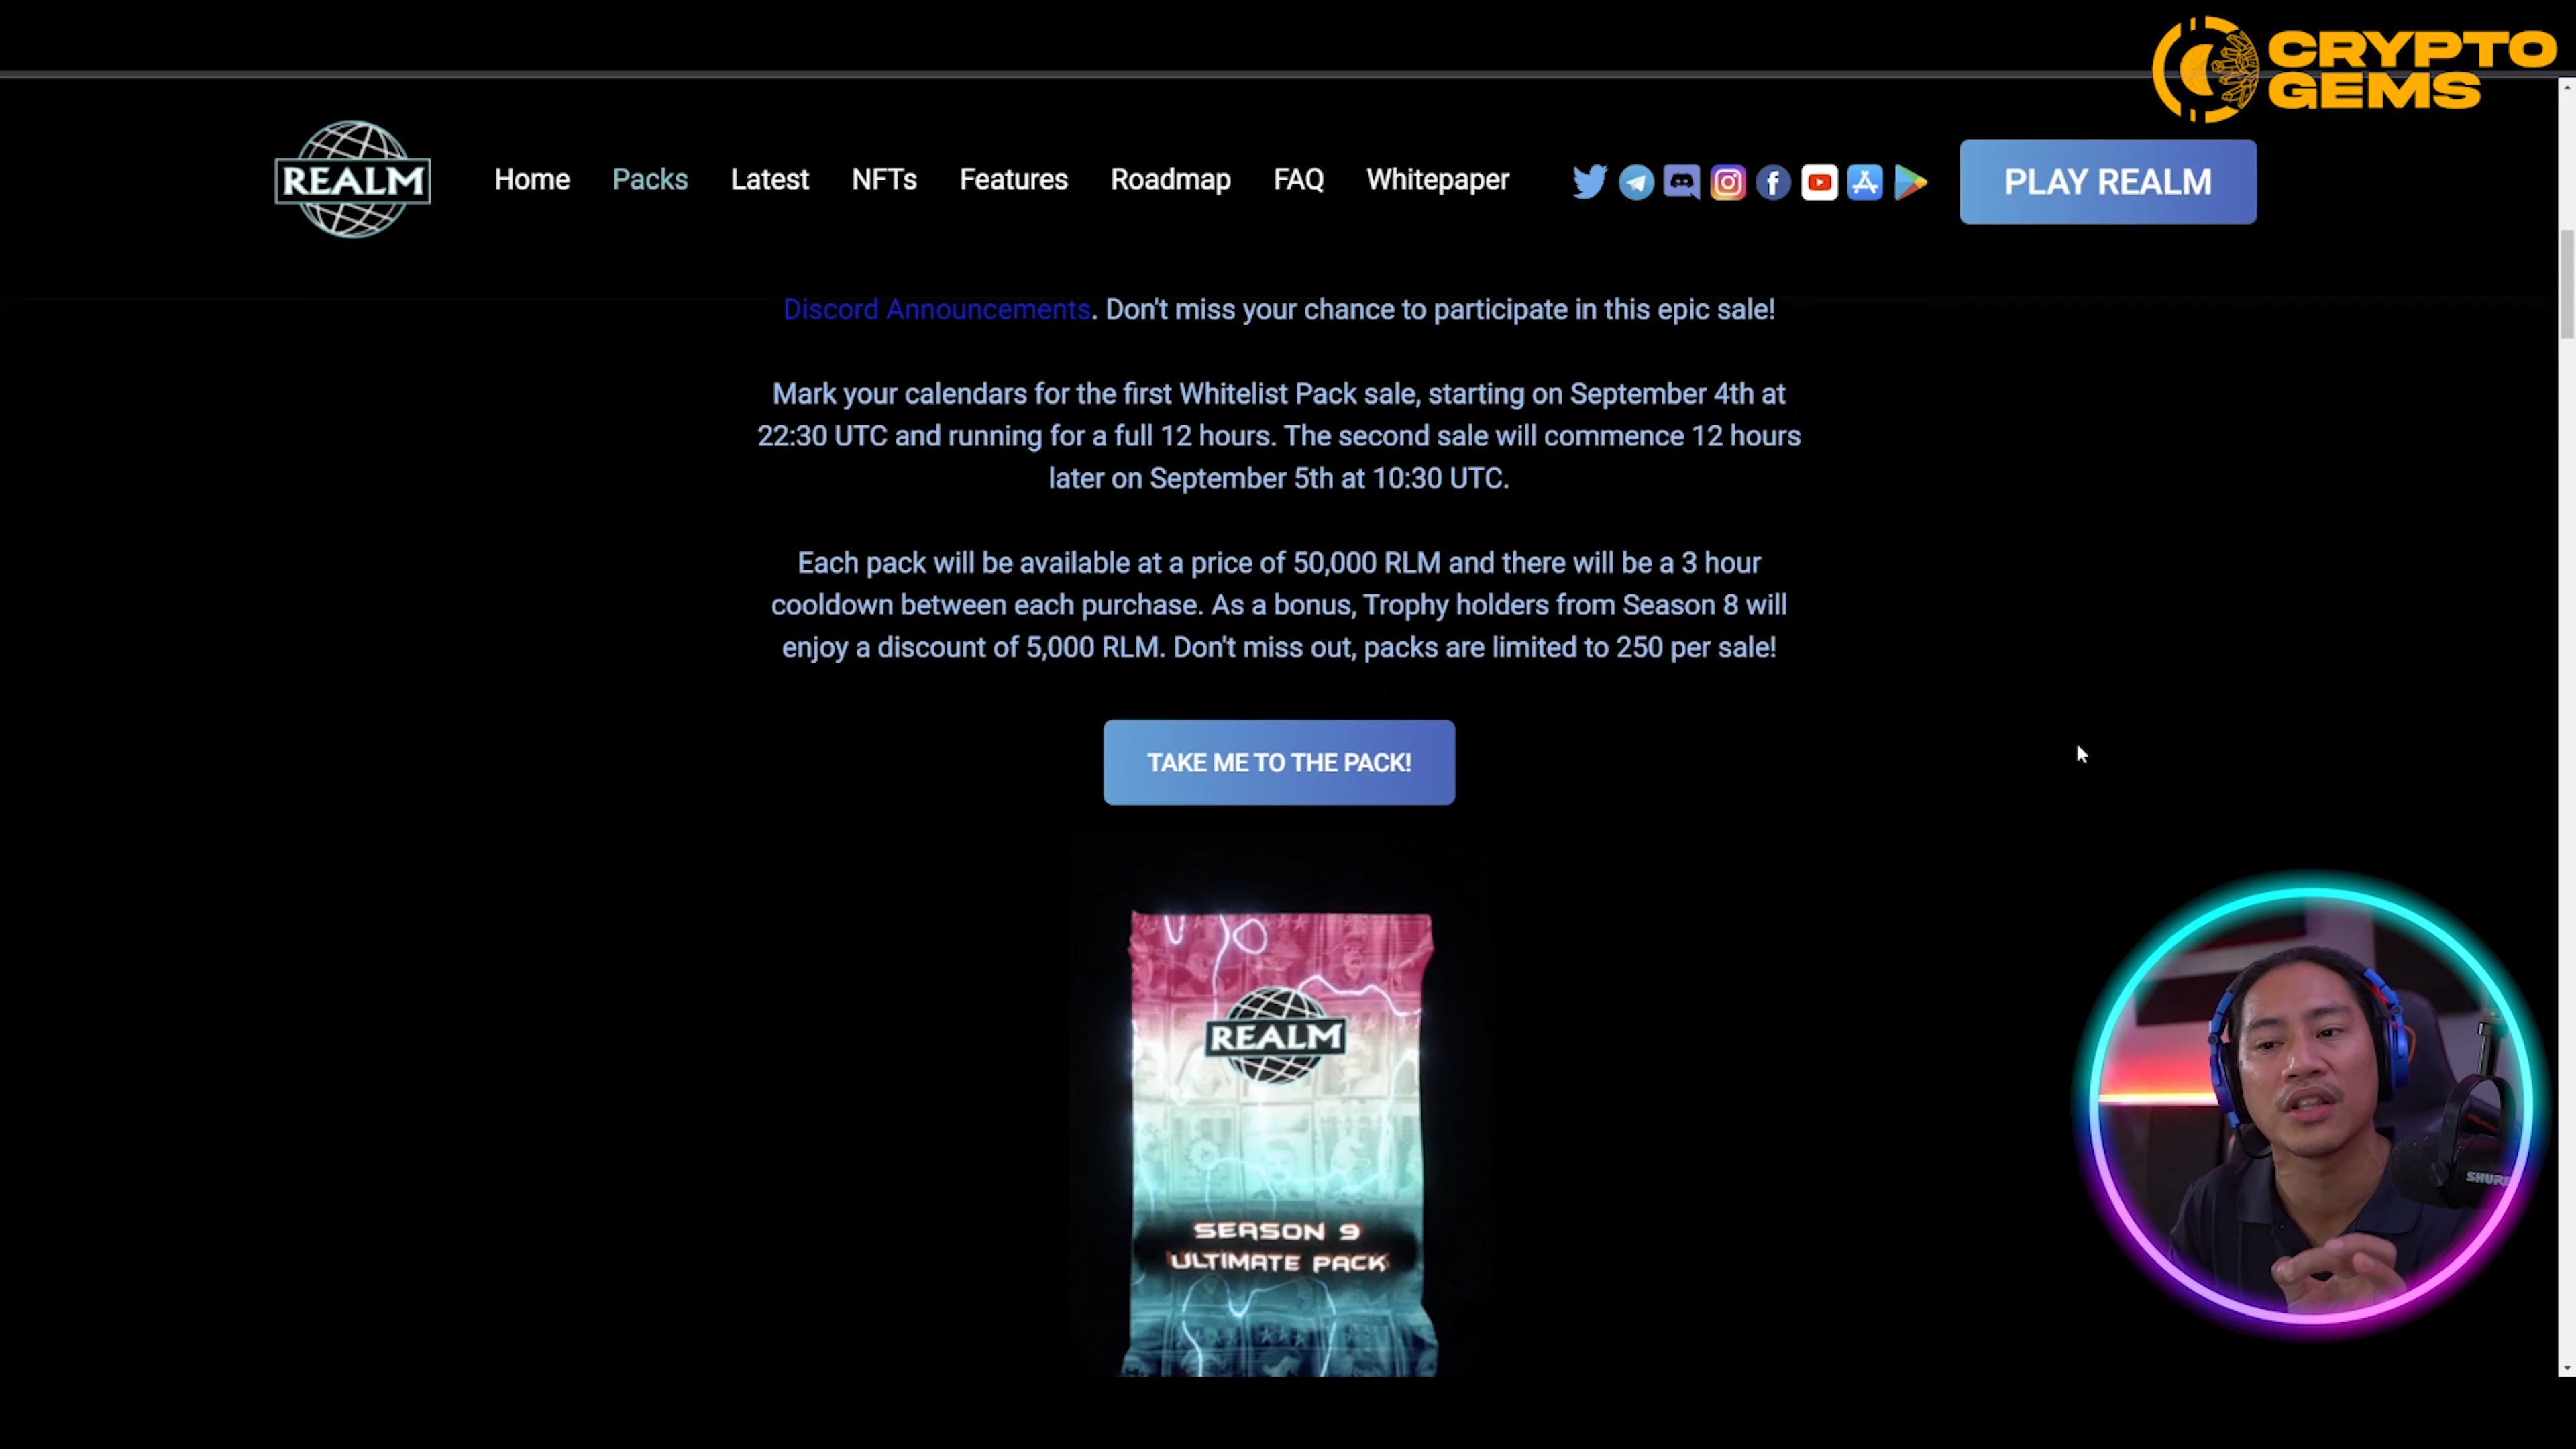 CRYPTO
GEMS
REALM
Home
Packs
Latest
NFTs
Features
Roadmap
FAQ
Whitepaper
PLAY REALM
Discord Announcements. Don't miss your chance to participate in this epic sale!
Mark your calendars for the first Whitelist Pack sale, starting on September 4th at
22:30 UTC and running for a full 12 hours. The second sale will commence 12 hours
later on September 5th at 10:30 UTC.
Each pack will be available at a price of 50,000 RLM and there will be a 3 hour
cooldown between each purchase. As a bonus, Trophy holders from Season 8 will
enjoy a discount of 5,000 RLM. Don't miss out, packs are limited to 250 per sale!
TAKE ME TO THE PACK!
REALM
SEASON 9
ULTIMATE PACK
SHURE